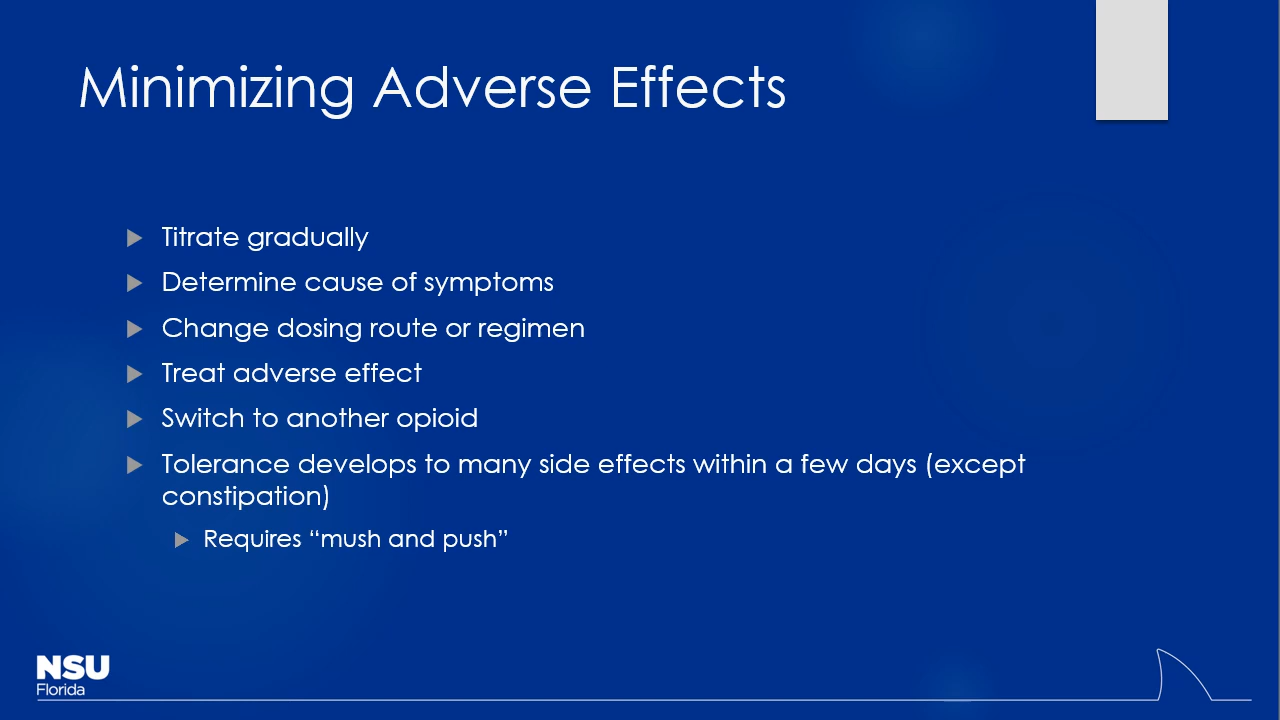 Minimizing Adverse Effects
Titrate gradually
Determine cause of symptoms
Change dosing route or regimen
Treat adverse effect
Switch to another opioid
Tolerance develops to many side effects within a few days (except
constipation)
Requires “mush and push”
NSU
Florida